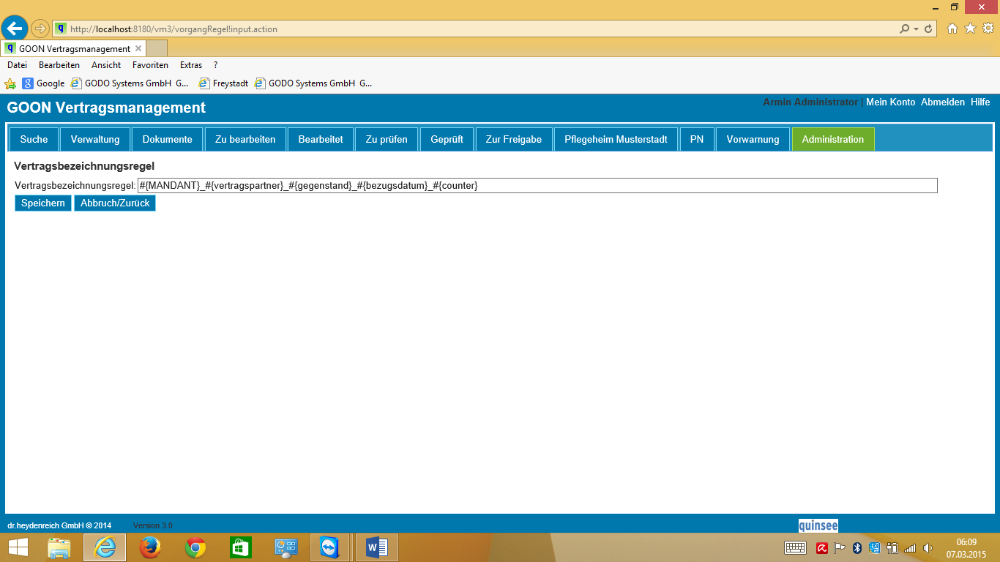 http://localhost:8180/vm3/vorgangRegel!input.action
GOON Vertragsmanagement
Datei Bearbeiten Ansicht Favoriten Extras ?
Google GODO Systems GmbH G... Freystadt GODO Systems GmbH G...
GOON Vertragsmanagement
Armin Administrator | Mein Konto Abmelden Hilfe
Suche Verwaltung Dokumente Zu bearbeiten Bearbeitet Zu prüfen Geprüft Zur Freigabe Pflegeheim Musterstadt PN Vorwarnung Administration
Vertragsbezeichnungsregel
Vertragsbezeichnungsregel: #{MANDANT}_#{vertragspartner}_#{gegenstand}_#{bezugsdatum}_#{counter}
Speichern Abbruch/Zurück
dr.heydenreich GmbH © 2014 Version 3.0 quinsee
06:09
07.03.2015